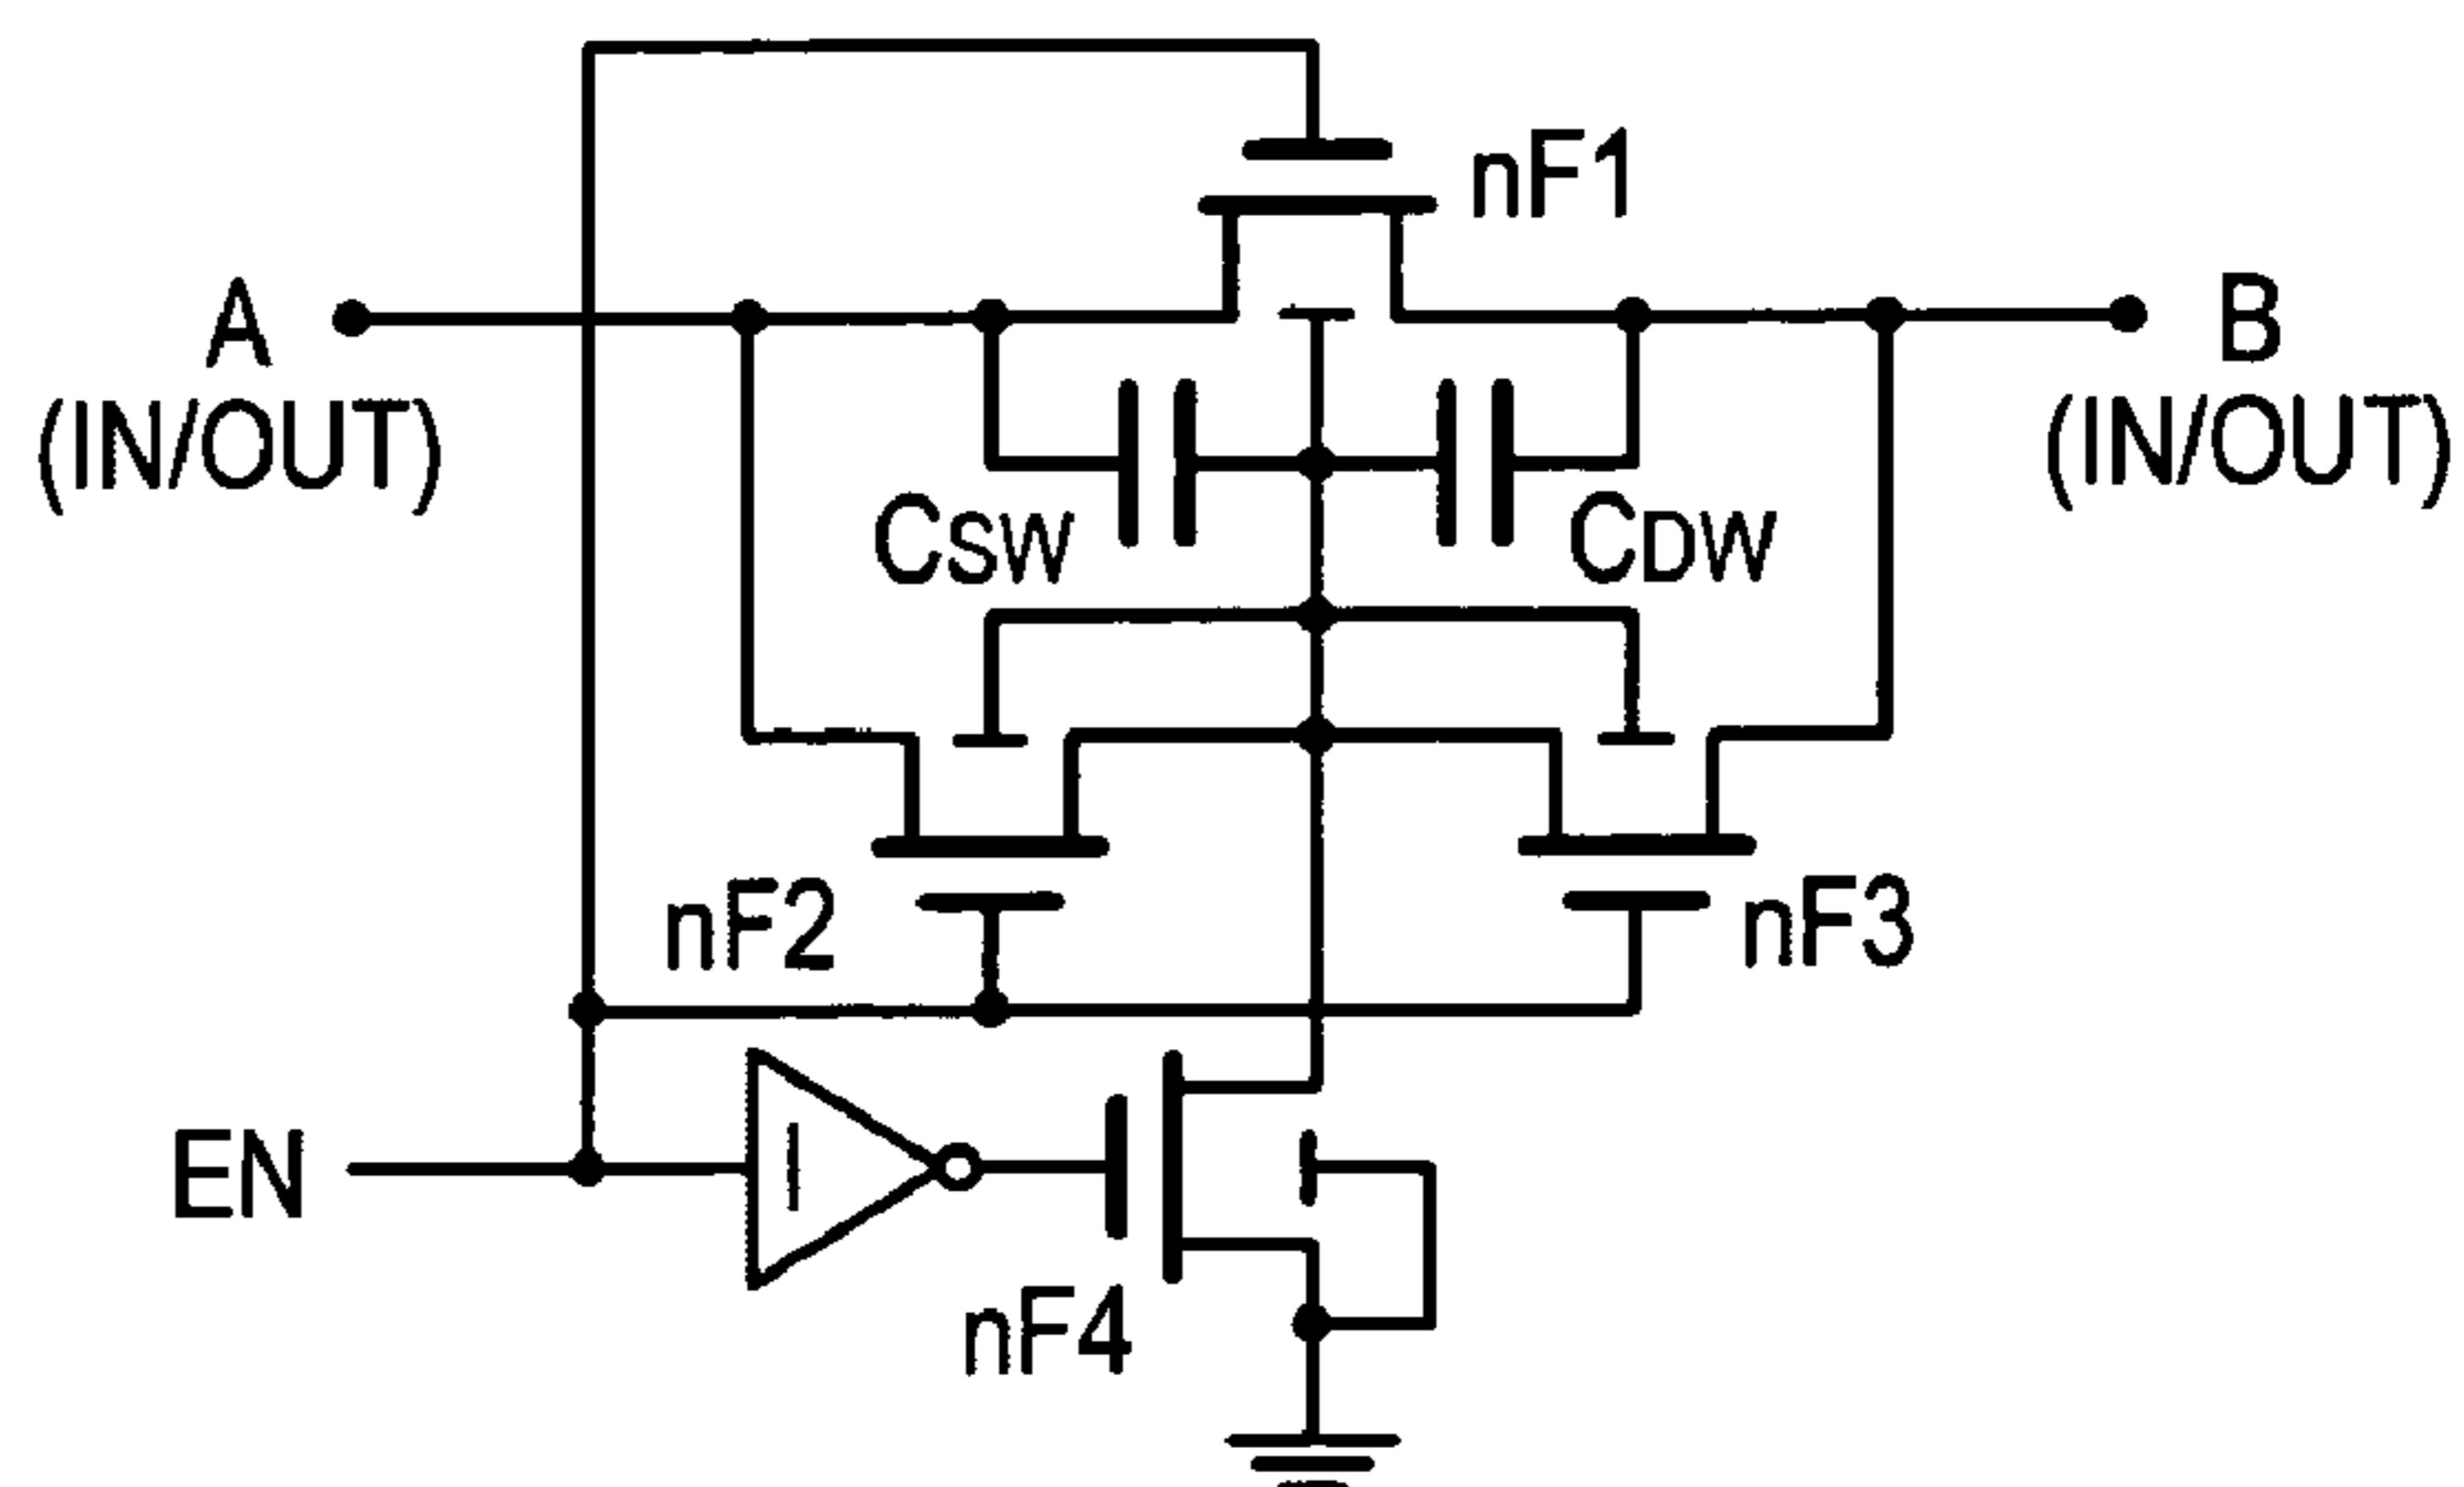 nF1
A
(IN/OUT)
B
(IN/OUT)
CSW
CDW
nF2
nF3
EN
I
nF4